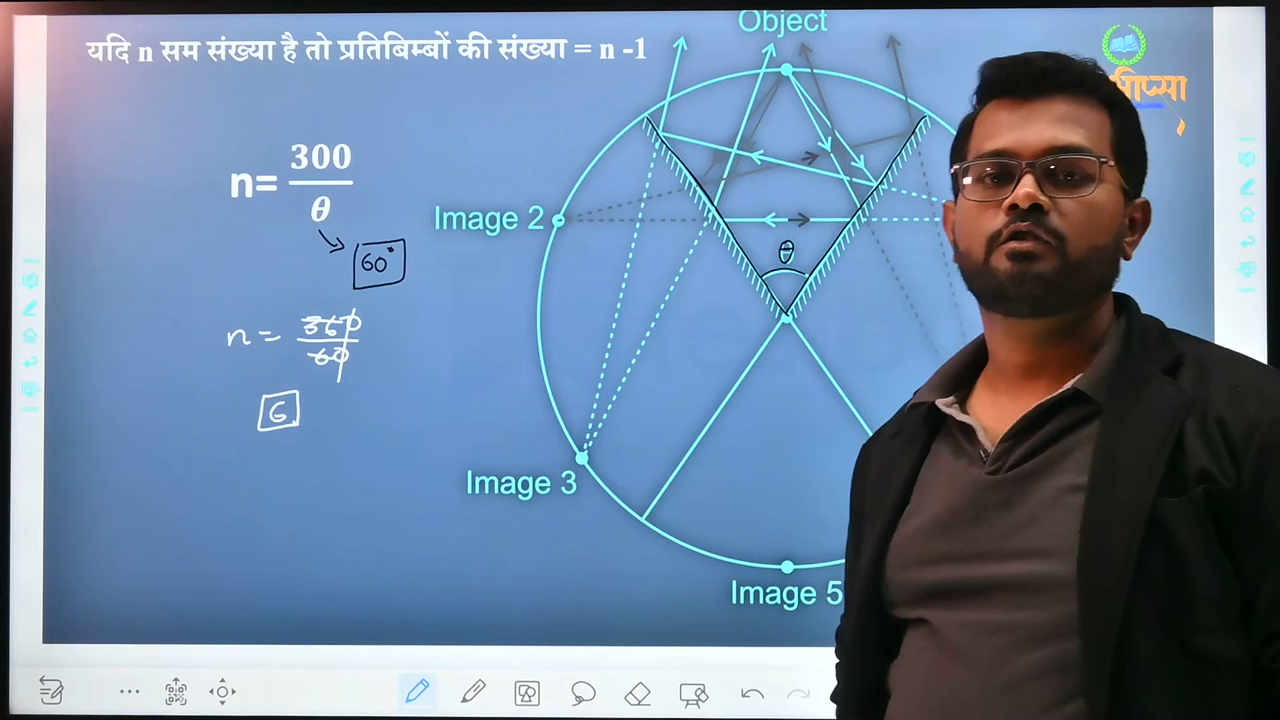 Object
यदि n सम संख्या है तो प्रतिबिम्बों की संख्या = n -1
n= 300/θ
60°
Image 2
θ
n = 360/60
6
Image 3
Image 5